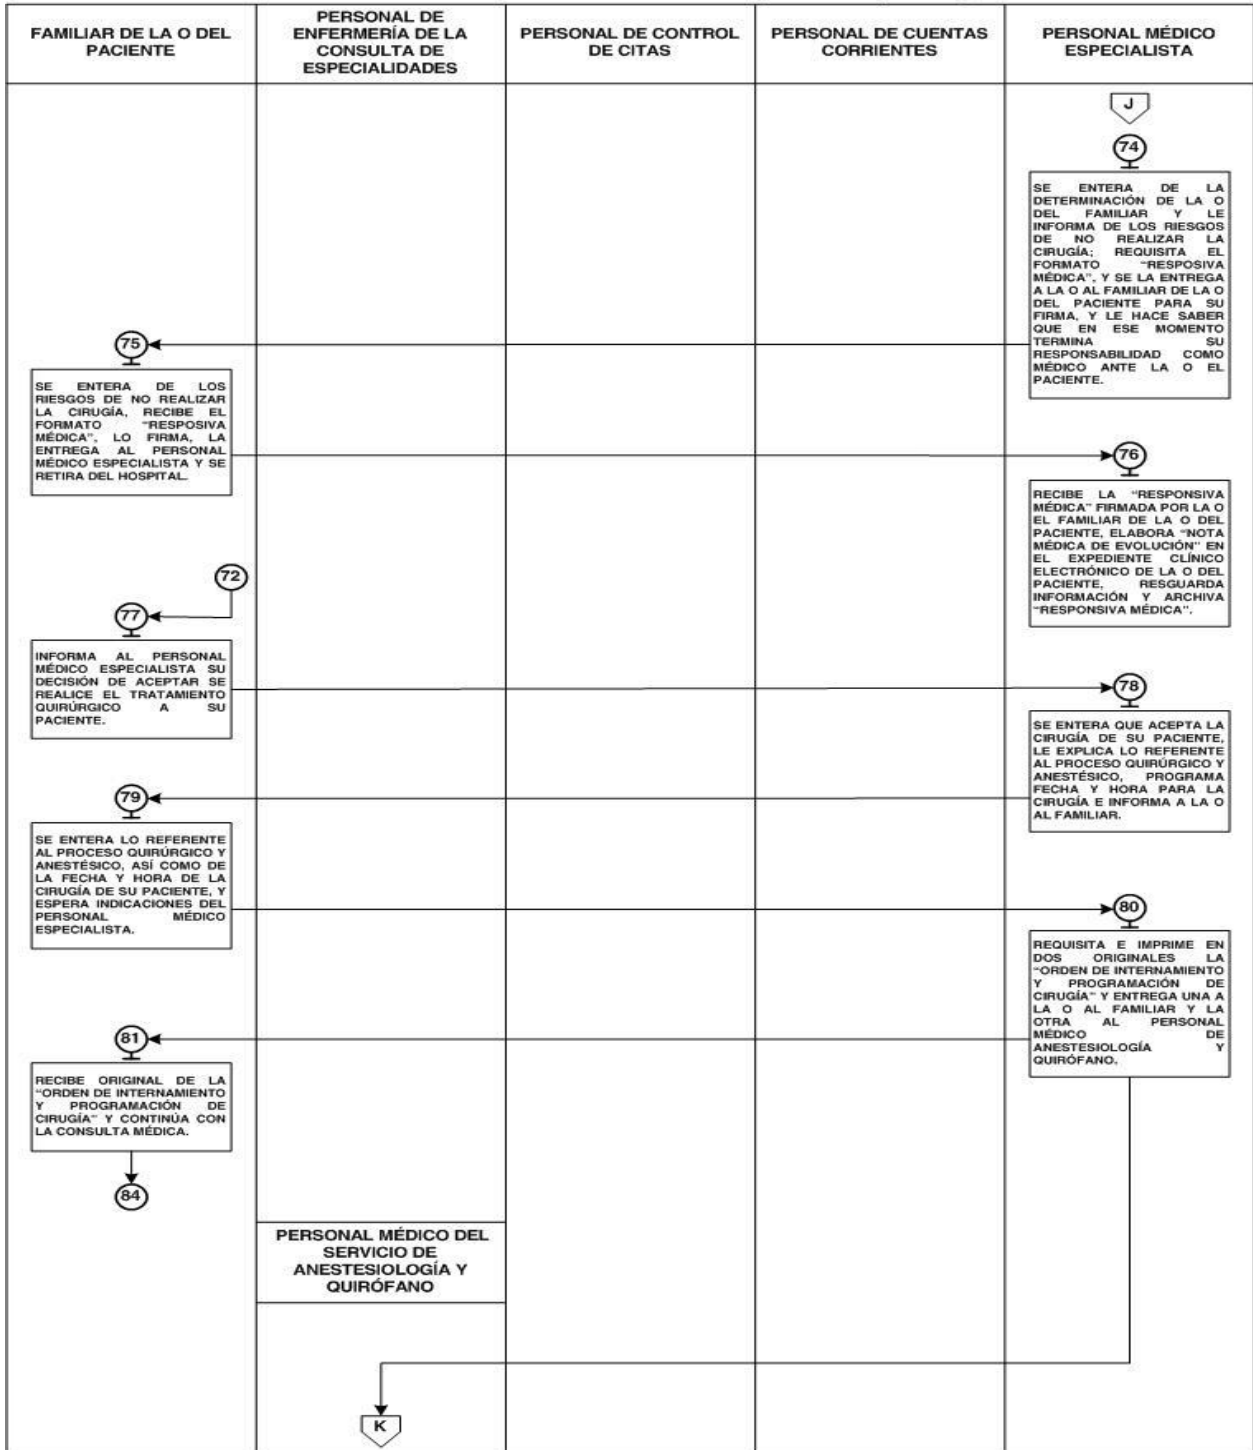 FAMILIAR DE LA O DEL
PACIENTE
PERSONAL DE
ENFERMERÍA DE LA
CONSULTA DE
ESPECIALIDADES
PERSONAL DE CONTROL
DE CITAS
PERSONAL DE CUENTAS
CORRIENTES
PERSONAL MÉDICO
ESPECIALISTA
J
74
SE ENTERA DE LA
DETERMINACIÓN DE LA O
DEL FAMILIAR Y LE
INFORMA DE LOS RIESGOS
DE NO REALIZAR LA
CIRUGÍA; REQUISITA EL
FORMATO "RESPOSIVA
MÉDICA", Y SE LA ENTREGA
A LA O AL FAMILIAR DE LA O
DEL PACIENTE PARA SU
FIRMA, Y LE HACE SABER
QUE EN ESE MOMENTO
TERMINA SU
RESPONSABILIDAD COMO
MÉDICO ANTE LA O EL
PACIENTE.
75
SE ENTERA DE LOS
RIESGOS DE NO REALIZAR
LA CIRUGÍA, RECIBE EL
FORMATO "RESPOSIVA
MÉDICA", LO FIRMA, LA
ENTREGA AL PERSONAL
MÉDICO ESPECIALISTA Y SE
RETIRA DEL HOSPITAL.
76
RECIBE LA "RESPONSIVA
MÉDICA" FIRMADA POR LA O
EL FAMILIAR DE LA O DEL
PACIENTE, ELABORA "NOTA
MÉDICA DE EVOLUCIÓN" EN
EL EXPEDIENTE CLÍNICO
ELECTRÓNICO DE LA O DEL
PACIENTE, RESGUARDA
INFORMACIÓN Y ARCHIVA
"RESPONSIVA MÉDICA".
72
77
INFORMA AL PERSONAL
MÉDICO ESPECIALISTA SU
DECISIÓN DE ACEPTAR SE
REALICE EL TRATAMIENTO
QUIRÚRGICO A SU
PACIENTE.
78
SE ENTERA QUE ACEPTA LA
CIRUGÍA DE SU PACIENTE,
LE EXPLICA LO REFERENTE
AL PROCESO QUIRÚRGICO Y
ANESTÉSICO, PROGRAMA
FECHA Y HORA PARA LA
CIRUGÍA E INFORMA A LA O
AL FAMILIAR.
79
SE ENTERA LO REFERENTE
AL PROCESO QUIRÚRGICO Y
ANESTÉSICO, ASÍ COMO DE
LA FECHA Y HORA DE LA
CIRUGÍA DE SU PACIENTE, Y
ESPERA INDICACIONES DEL
PERSONAL MÉDICO
ESPECIALISTA.
80
REQUISITA E IMPRIME EN
DOS ORIGINALES LA
"ORDEN DE INTERNAMIENTO
Y PROGRAMACIÓN DE
CIRUGÍA" Y ENTREGA UNA A
LA O AL FAMILIAR Y LA
OTRA AL PERSONAL
MÉDICO DE
ANESTESIOLOGÍA Y
QUIRÓFANO.
81
RECIBE ORIGINAL DE LA
"ORDEN DE INTERNAMIENTO
Y PROGRAMACIÓN DE
CIRUGÍA" Y CONTINÚA CON
LA CONSULTA MÉDICA.
84
PERSONAL MÉDICO DEL
SERVICIO DE
ANESTESIOLOGÍA Y
QUIRÓFANO
K